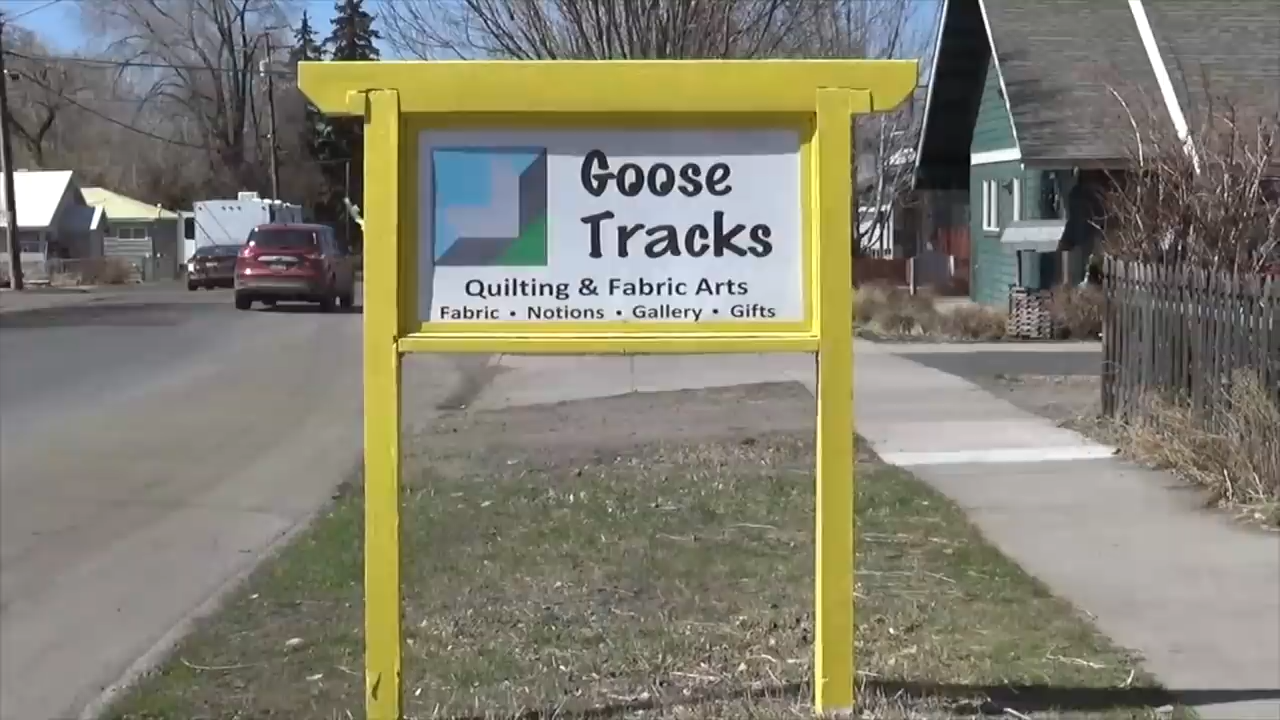 Goose
Tracks
Quilting & Fabric Arts
Fabric • Notions • Gallery • Gifts